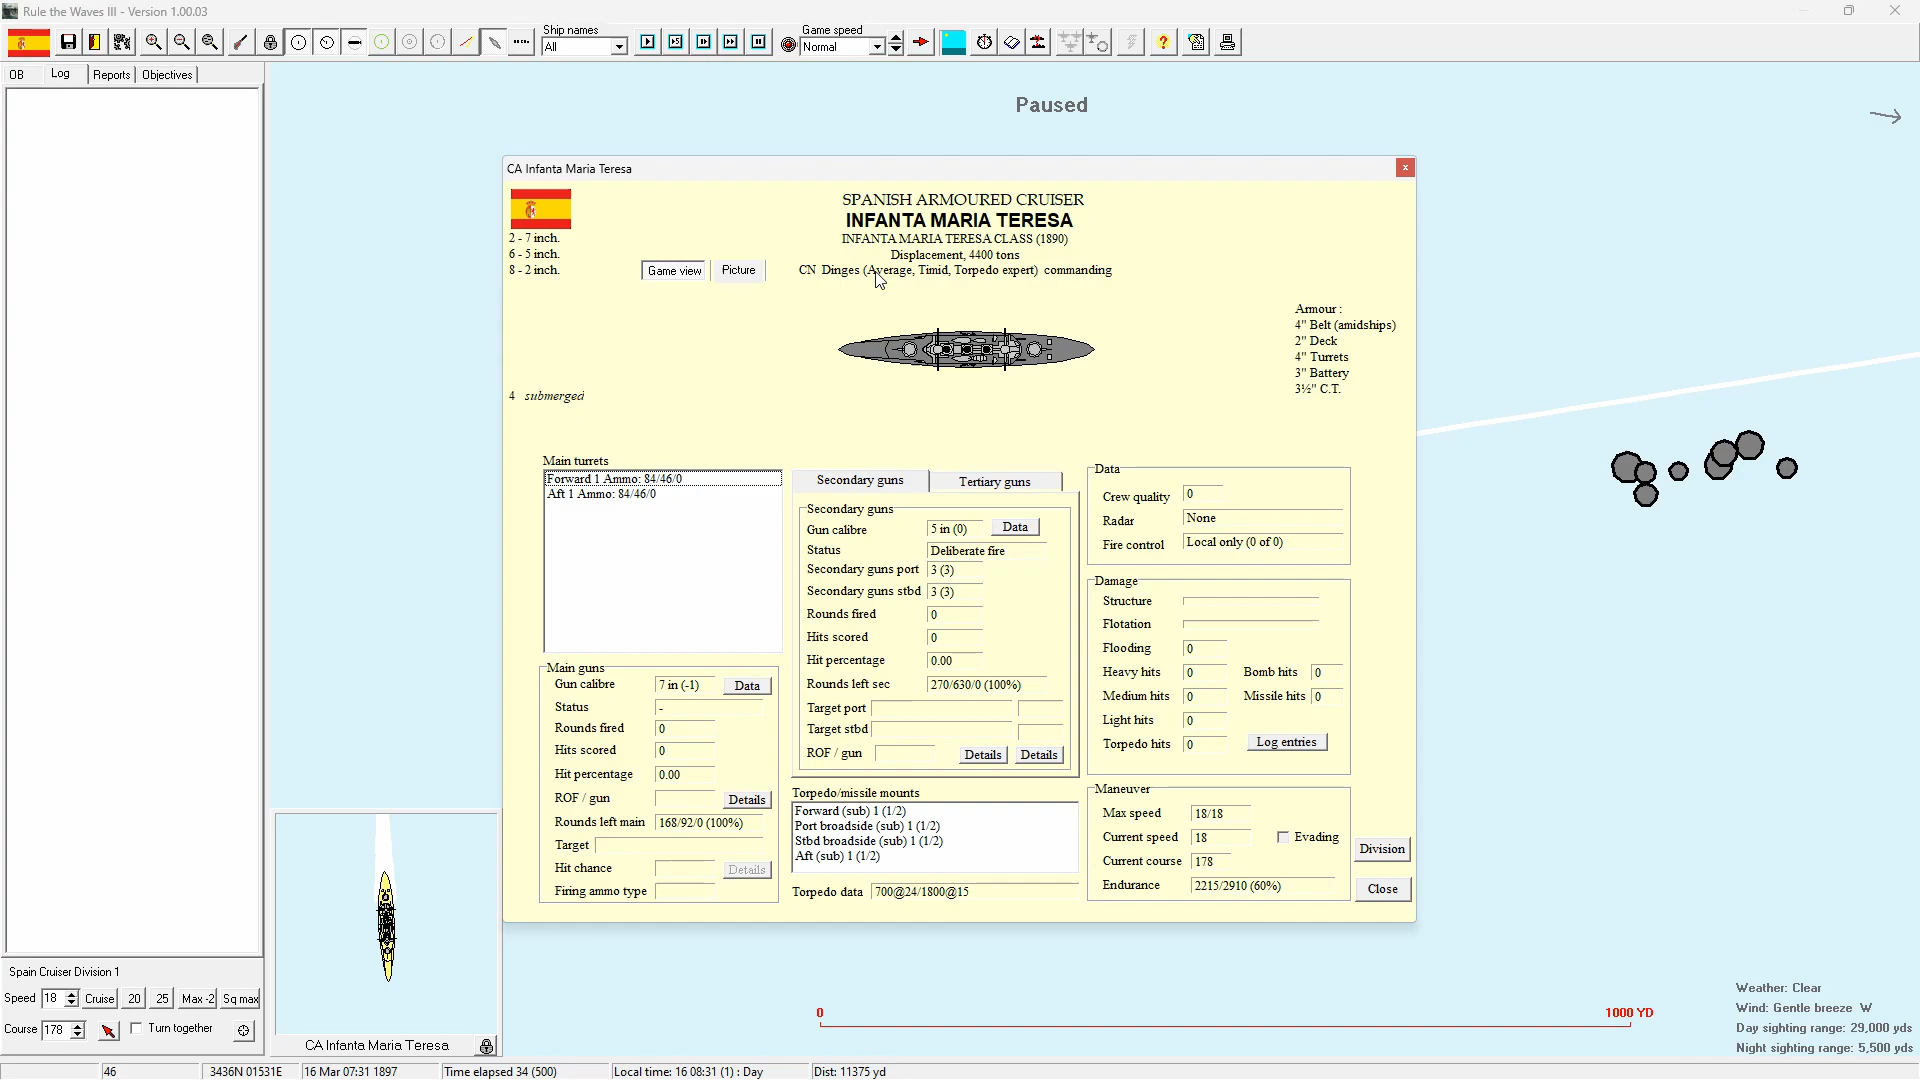 Rule the Waves III - Version 1.00.03
Ship names
All
Game speed
Normal
OB
Log
Reports
Objectives
Paused
CA Infanta Maria Teresa
SPANISH ARMOURED CRUISER
INFANTA MARIA TERESA
INFANTA MARIA TERESA CLASS (1890)
Displacement, 4400 tons
CN Dinges (Average, Timid, Torpedo expert) commanding
2 - 7 inch.
6 - 5 inch.
8 - 2 inch.
Game view
Picture
4 submerged
Armour :
4" Belt (amidships)
2" Deck
4" Turrets
3" Battery
3½" C.T.
Main turrets
Forward 1 Ammo: 84/46/0
Aft 1 Ammo: 84/46/0
Main guns
Gun calibre 7 in (-1) Data
Status -
Rounds fired 0
Hits scored 0
Hit percentage 0.00
ROF / gun Details
Rounds left main 168/92/0 (100%)
Target
Hit chance Details
Firing ammo type
Secondary guns
Tertiary guns
Secondary guns
Gun calibre 5 in (0) Data
Status Deliberate fire
Secondary guns port 3 (3)
Secondary guns stbd 3 (3)
Rounds fired 0
Hits scored 0
Hit percentage 0.00
Rounds left sec 270/630/0 (100%)
Target port
Target stbd
ROF / gun Details Details
Torpedo/missile mounts
Forward (sub) 1 (1/2)
Port broadside (sub) 1 (1/2)
Stbd broadside (sub) 1 (1/2)
Aft (sub) 1 (1/2)
Torpedo data 700@24/1800@15
Data
Crew quality 0
Radar None
Fire control Local only (0 of 0)
Damage
Structure
Flotation
Flooding 0
Heavy hits 0 Bomb hits 0
Medium hits 0 Missile hits 0
Light hits 0
Torpedo hits 0 Log entries
Maneuver
Max speed 18/18
Current speed 18 Evading
Current course 178
Endurance 2215/2910 (60%)
Division
Close
Spain Cruiser Division 1
Speed 18 Cruise 20 25 Max -2 Sq max
Course 178 Turn together
CA Infanta Maria Teresa
0 1000 YD
Weather: Clear
Wind: Gentle breeze W
Day sighting range: 29,000 yds
Night sighting range: 5,500 yds
46 3436N 01531E 16 Mar 07:31 1897 Time elapsed 34 (500) Local time: 16 08:31 (1) : Day Dist: 11375 yd